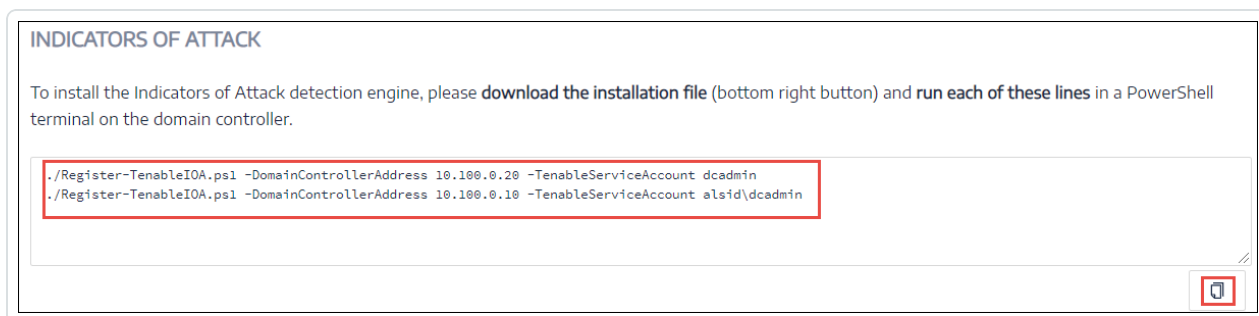 INDICATORS OF ATTACK
To install the Indicators of Attack detection engine, please download the installation file (bottom right button) and run each of these lines in a PowerShell
terminal on the domain controller.
./Register-TenableIOA.ps1 -DomainControllerAddress 10.100.0.20 -TenableServiceAccount dcadmin
./Register-TenableIOA.ps1 -DomainControllerAddress 10.100.0.10 -TenableServiceAccount alsid\dcadmin